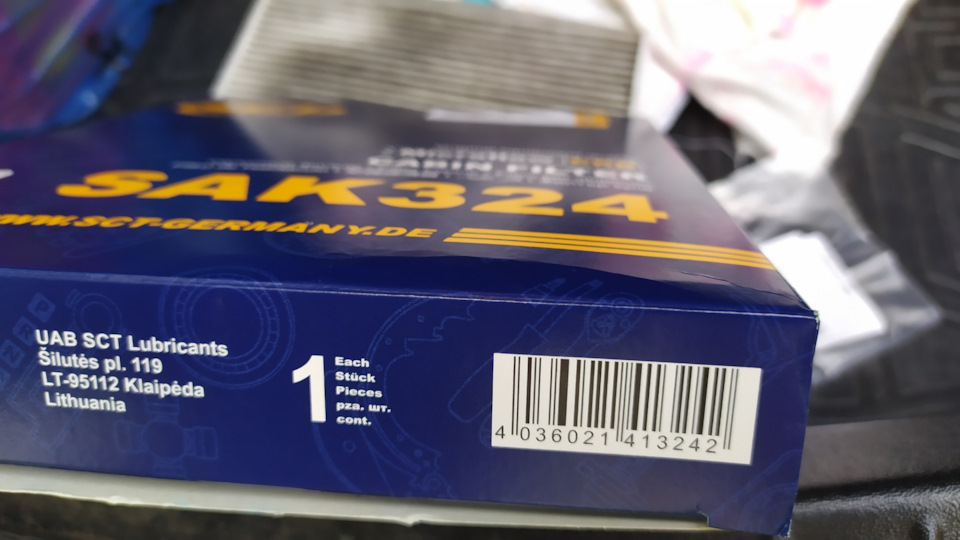 CABIN FILTER
SAK324
WWW.SCT-GERMANY.DE
UAB SCT Lubricants
Šilutės pl. 119
LT-95112 Klaipėda
Lithuania
1
Each
Stück
Pieces
pza. шт.
cont.
4 036021 413242